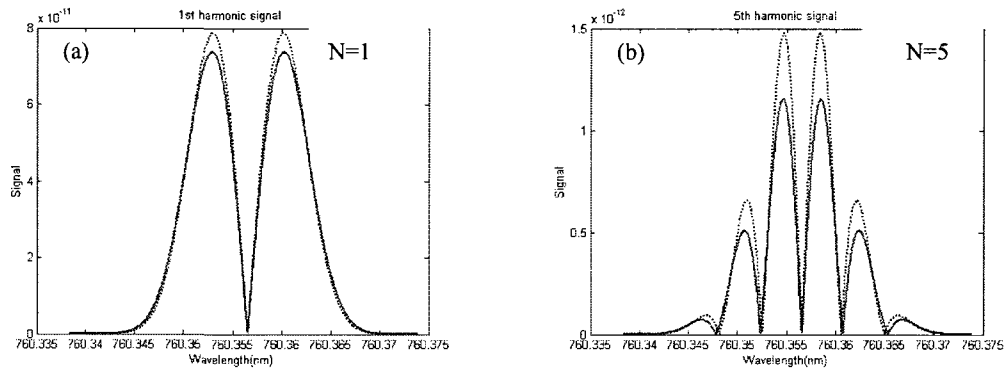 x 10⁻¹¹
1st harmonic signal
(a)
N=1
8
6
4
2
0
Signal
760.335 760.34 760.345 760.35 760.355 760.36 760.365 760.37 760.375
Wavelength(nm)
x 10⁻¹²
5th harmonic signal
(b)
N=5
1.5
1
0.5
0
Signal
760.335 760.34 760.345 760.35 760.355 760.36 760.365 760.37 760.375
Wavelength(nm)